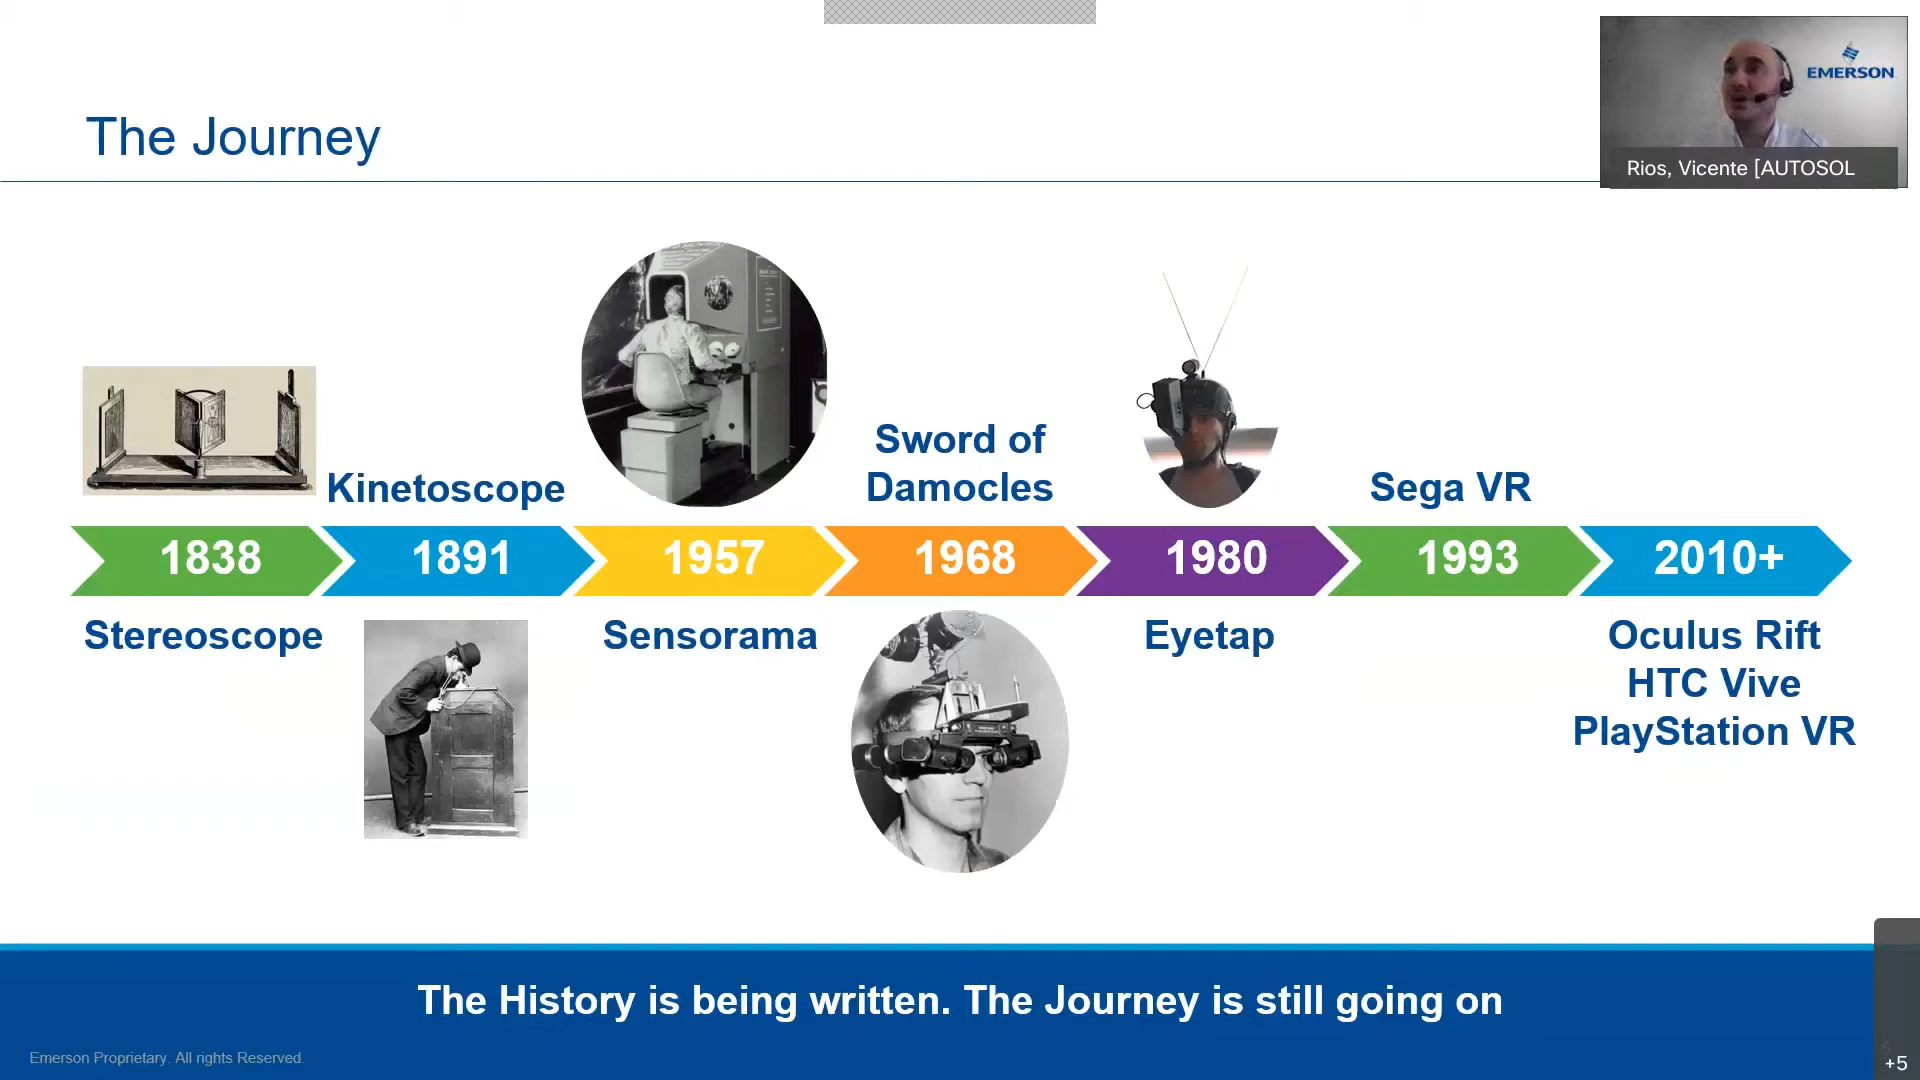 EMERSON
The Journey
Rios, Vicente [AUTOSOL
Kinetoscope
Sword of
Damocles
Sega VR
1838
1891
1957
1968
1980
1993
2010+
Stereoscope
Sensorama
Eyetap
Oculus Rift
HTC Vive
PlayStation VR
The History is being written. The Journey is still going on
Emerson Proprietary. All rights Reserved.
5
+5